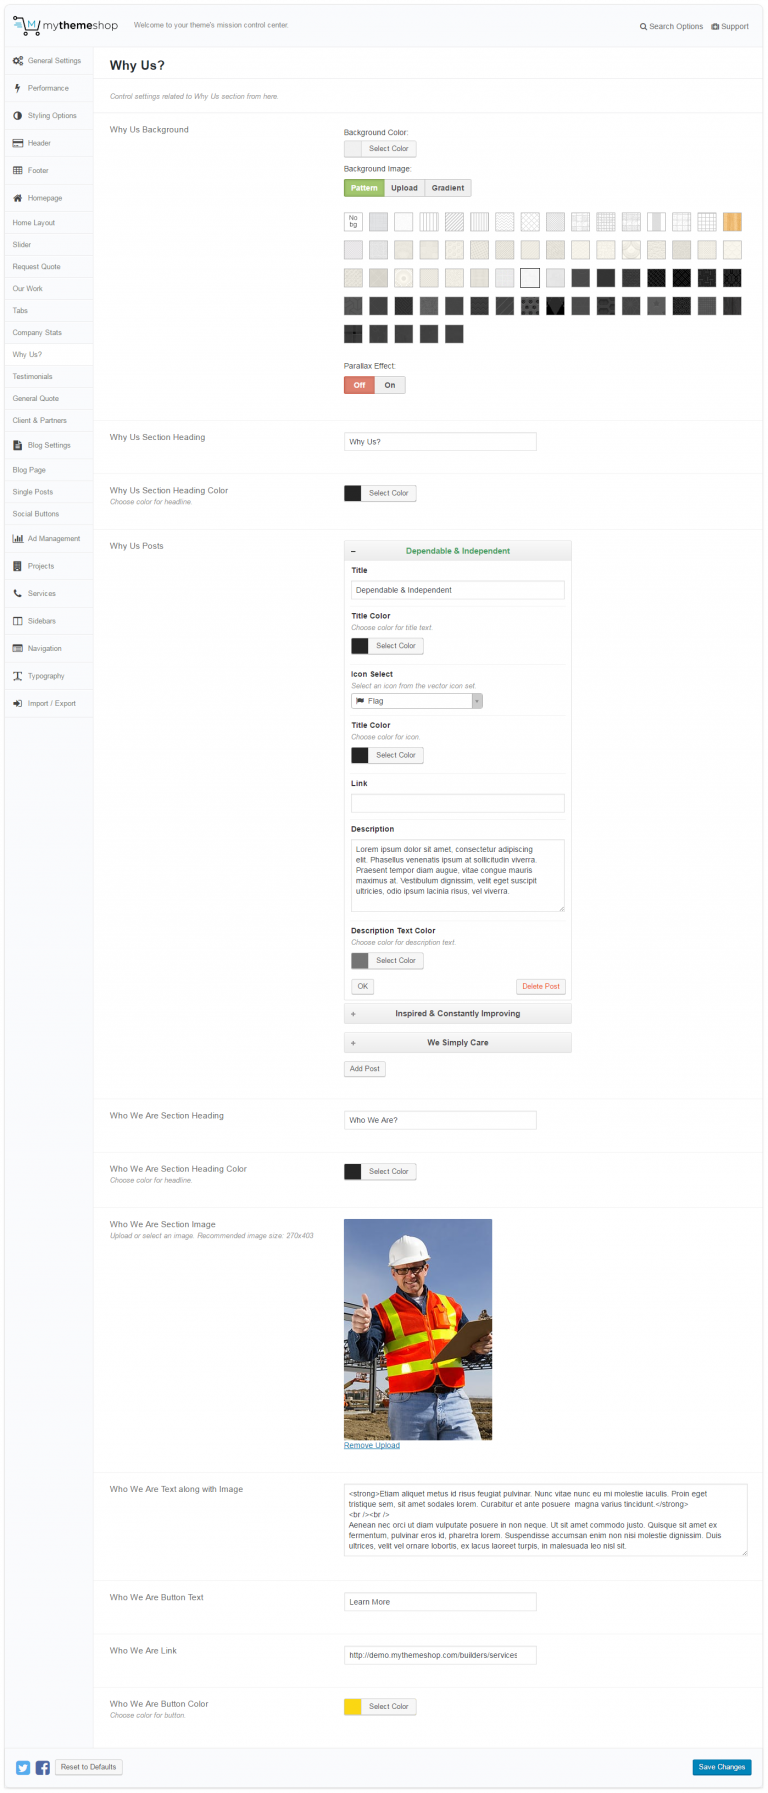 mythemeshop
Welcome to your theme's mission control center.
Search Options
Support
General Settings
Performance
Styling Options
Header
Footer
Homepage
Home Layout
Slider
Request Quote
Our Work
Tabs
Company Stats
Why Us?
Testimonials
General Quote
Client & Partners
Blog Settings
Blog Page
Single Posts
Social Buttons
Ad Management
Projects
Services
Sidebars
Navigation
Typography
Import / Export
Why Us?
Control settings related to Why Us section from here.
Why Us Background
Background Color:
Select Color
Background Image:
Pattern Upload Gradient
No
bg
Parallax Effect:
Off On
Why Us Section Heading
Why Us?
Why Us Section Heading Color
Choose color for headline.
Select Color
Why Us Posts
– Dependable & Independent
Title
Dependable & Independent
Title Color
Choose color for title text.
Select Color
Icon Select
Select an icon from the vector icon set.
Flag
Title Color
Choose color for icon.
Select Color
Link
Description
Lorem ipsum dolor sit amet, consectetur adipiscing
elit. Phasellus venenatis ipsum at sollicitudin viverra.
Praesent tempor diam augue, vitae congue mauris
maximus at. Vestibulum dignissim, velit eget suscipit
ultricies, odio ipsum lacinia risus, vel viverra.
Description Text Color
Choose color for description text.
Select Color
OK
Delete Post
+ Inspired & Constantly Improving
+ We Simply Care
Add Post
Who We Are Section Heading
Who We Are?
Who We Are Section Heading Color
Choose color for headline.
Select Color
Who We Are Section Image
Upload or select an image. Recommended image size: 270x403
Remove Upload
Who We Are Text along with Image
<strong>Etiam aliquet metus id risus feugiat pulvinar. Nunc vitae nunc eu mi molestie iaculis. Proin eget
tristique sem, sit amet sodales lorem. Curabitur et ante posuere  magna varius tincidunt.</strong>
<br /><br />
Aenean nec orci ut diam vulputate posuere in non neque. Ut sit amet commodo justo. Quisque sit amet ex
fermentum, pulvinar eros id, pharetra lorem. Suspendisse accumsan enim non nisi molestie dignissim. Duis
ultrices, velit vel ornare lobortis, ex lacus laoreet turpis, in malesuada leo nisl sit.
Who We Are Button Text
Learn More
Who We Are Link
http://demo.mythemeshop.com/builders/services
Who We Are Button Color
Choose color for button.
Select Color
Reset to Defaults
Save Changes